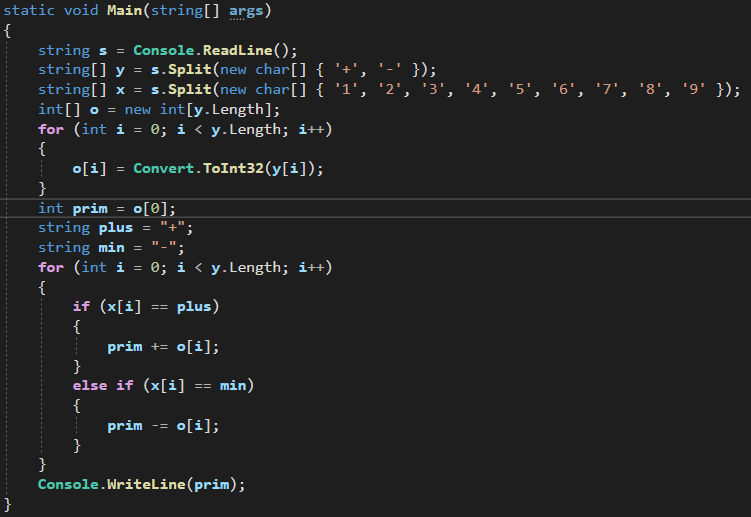 static void Main(string[] args)
{
    string s = Console.ReadLine();
    string[] y = s.Split(new char[] { '+', '-' });
    string[] x = s.Split(new char[] { '1', '2', '3', '4', '5', '6', '7', '8', '9' });
    int[] o = new int[y.Length];
    for (int i = 0; i < y.Length; i++)
    {
        o[i] = Convert.ToInt32(y[i]);
    }
    int prim = o[0];
    string plus = "+";
    string min = "-";
    for (int i = 0; i < y.Length; i++)
    {
        if (x[i] == plus)
        {
            prim += o[i];
        }
        else if (x[i] == min)
        {
            prim -= o[i];
        }
    }
    Console.WriteLine(prim);
}